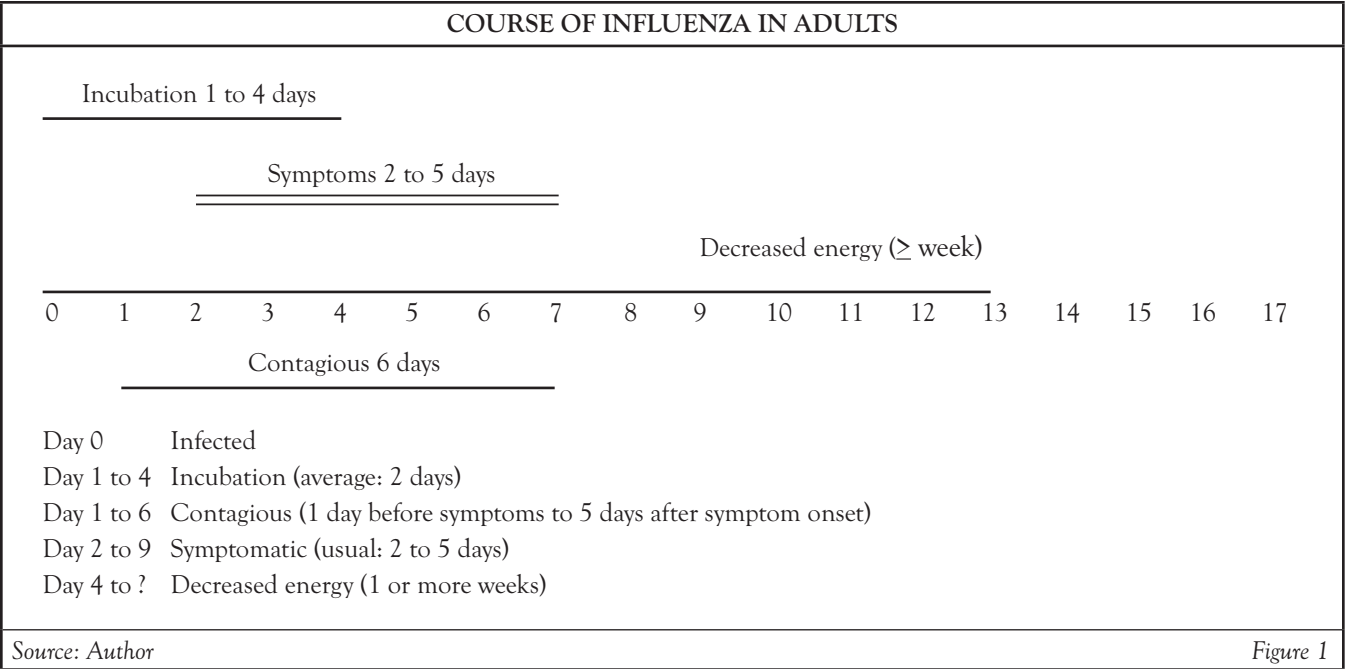 COURSE OF INFLUENZA IN ADULTS
Incubation 1 to 4 days
Symptoms 2 to 5 days
Decreased energy (≥ week)
0 1 2 3 4 5 6 7 8 9 10 11 12 13 14 15 16 17
Contagious 6 days
Day 0 Infected
Day 1 to 4 Incubation (average: 2 days)
Day 1 to 6 Contagious (1 day before symptoms to 5 days after symptom onset)
Day 2 to 9 Symptomatic (usual: 2 to 5 days)
Day 4 to ? Decreased energy (1 or more weeks)
Source: Author Figure 1